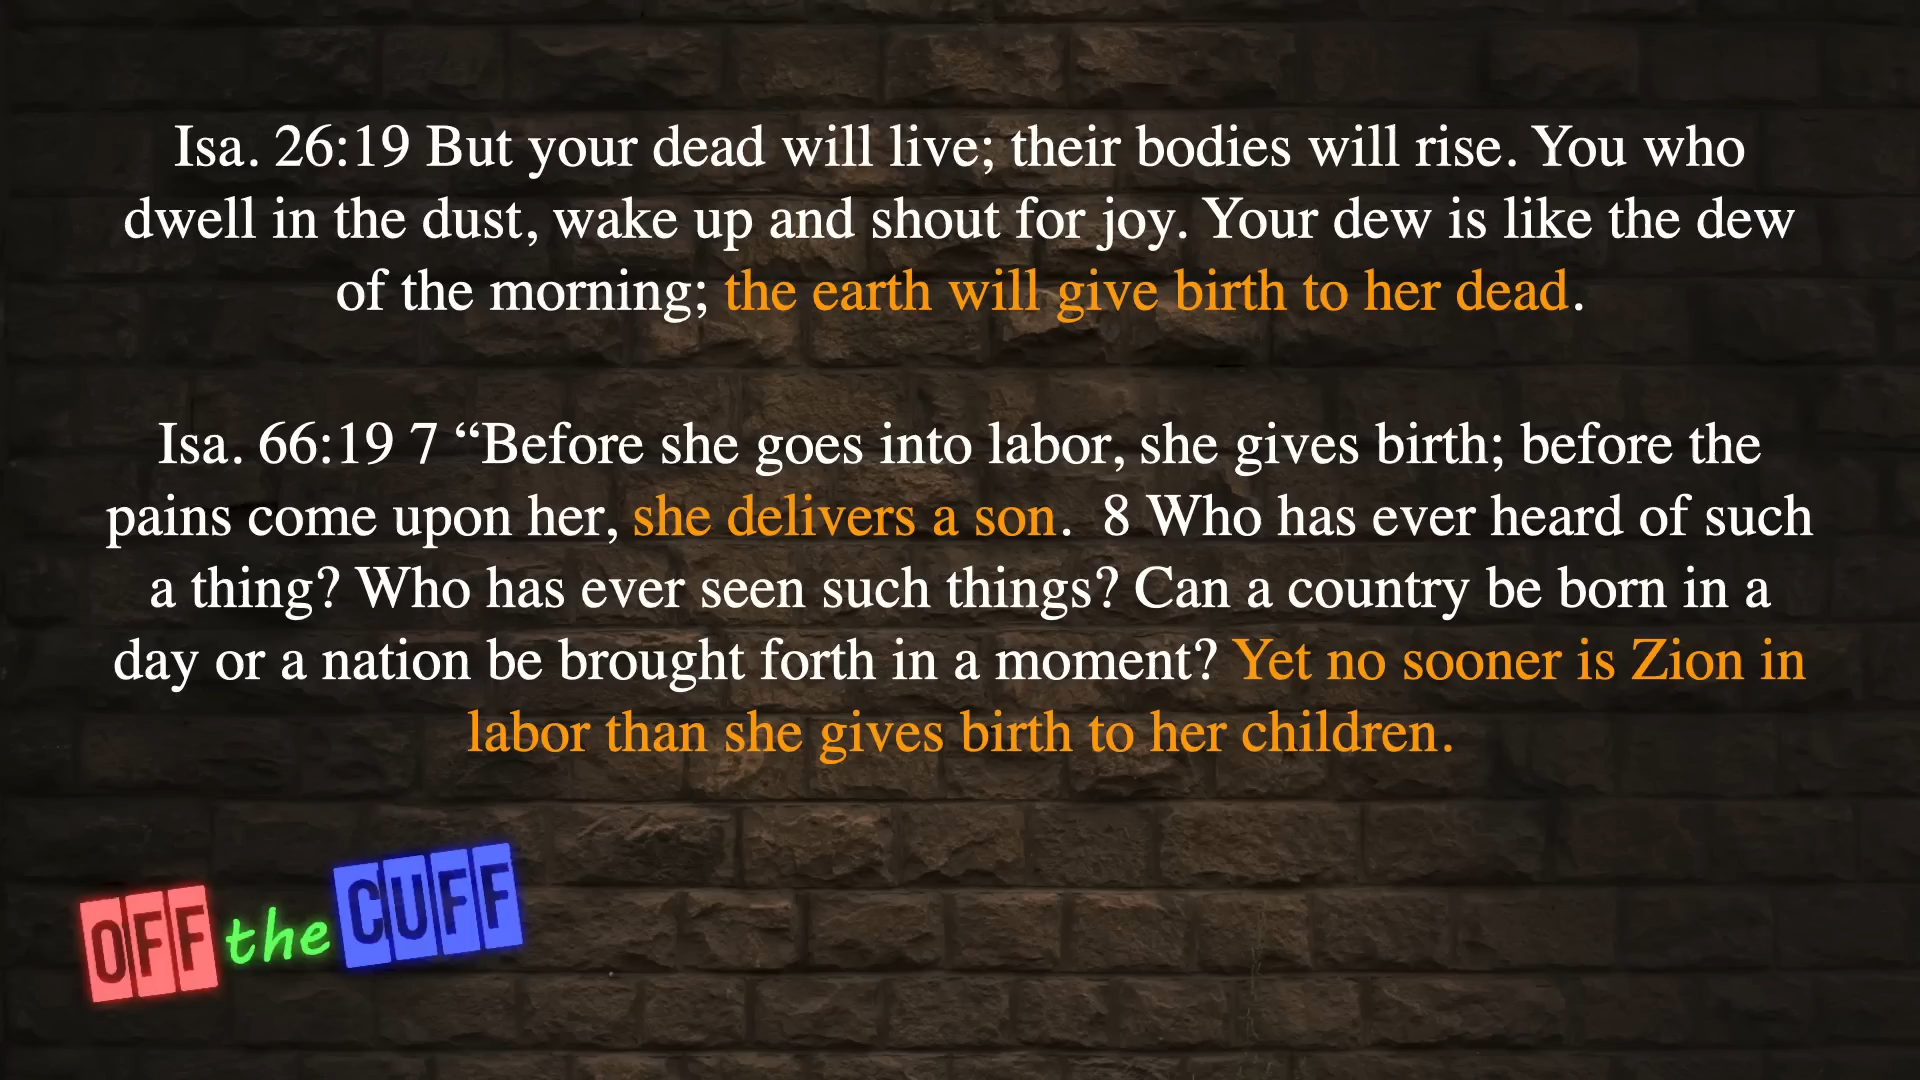 Isa. 26:19 But your dead will live; their bodies will rise. You who
dwell in the dust, wake up and shout for joy. Your dew is like the dew
of the morning; the earth will give birth to her dead.
Isa. 66:19 7 “Before she goes into labor, she gives birth; before the
pains come upon her, she delivers a son.  8 Who has ever heard of such
a thing? Who has ever seen such things? Can a country be born in a
day or a nation be brought forth in a moment? Yet no sooner is Zion in
labor than she gives birth to her children.
OFF the CUFF